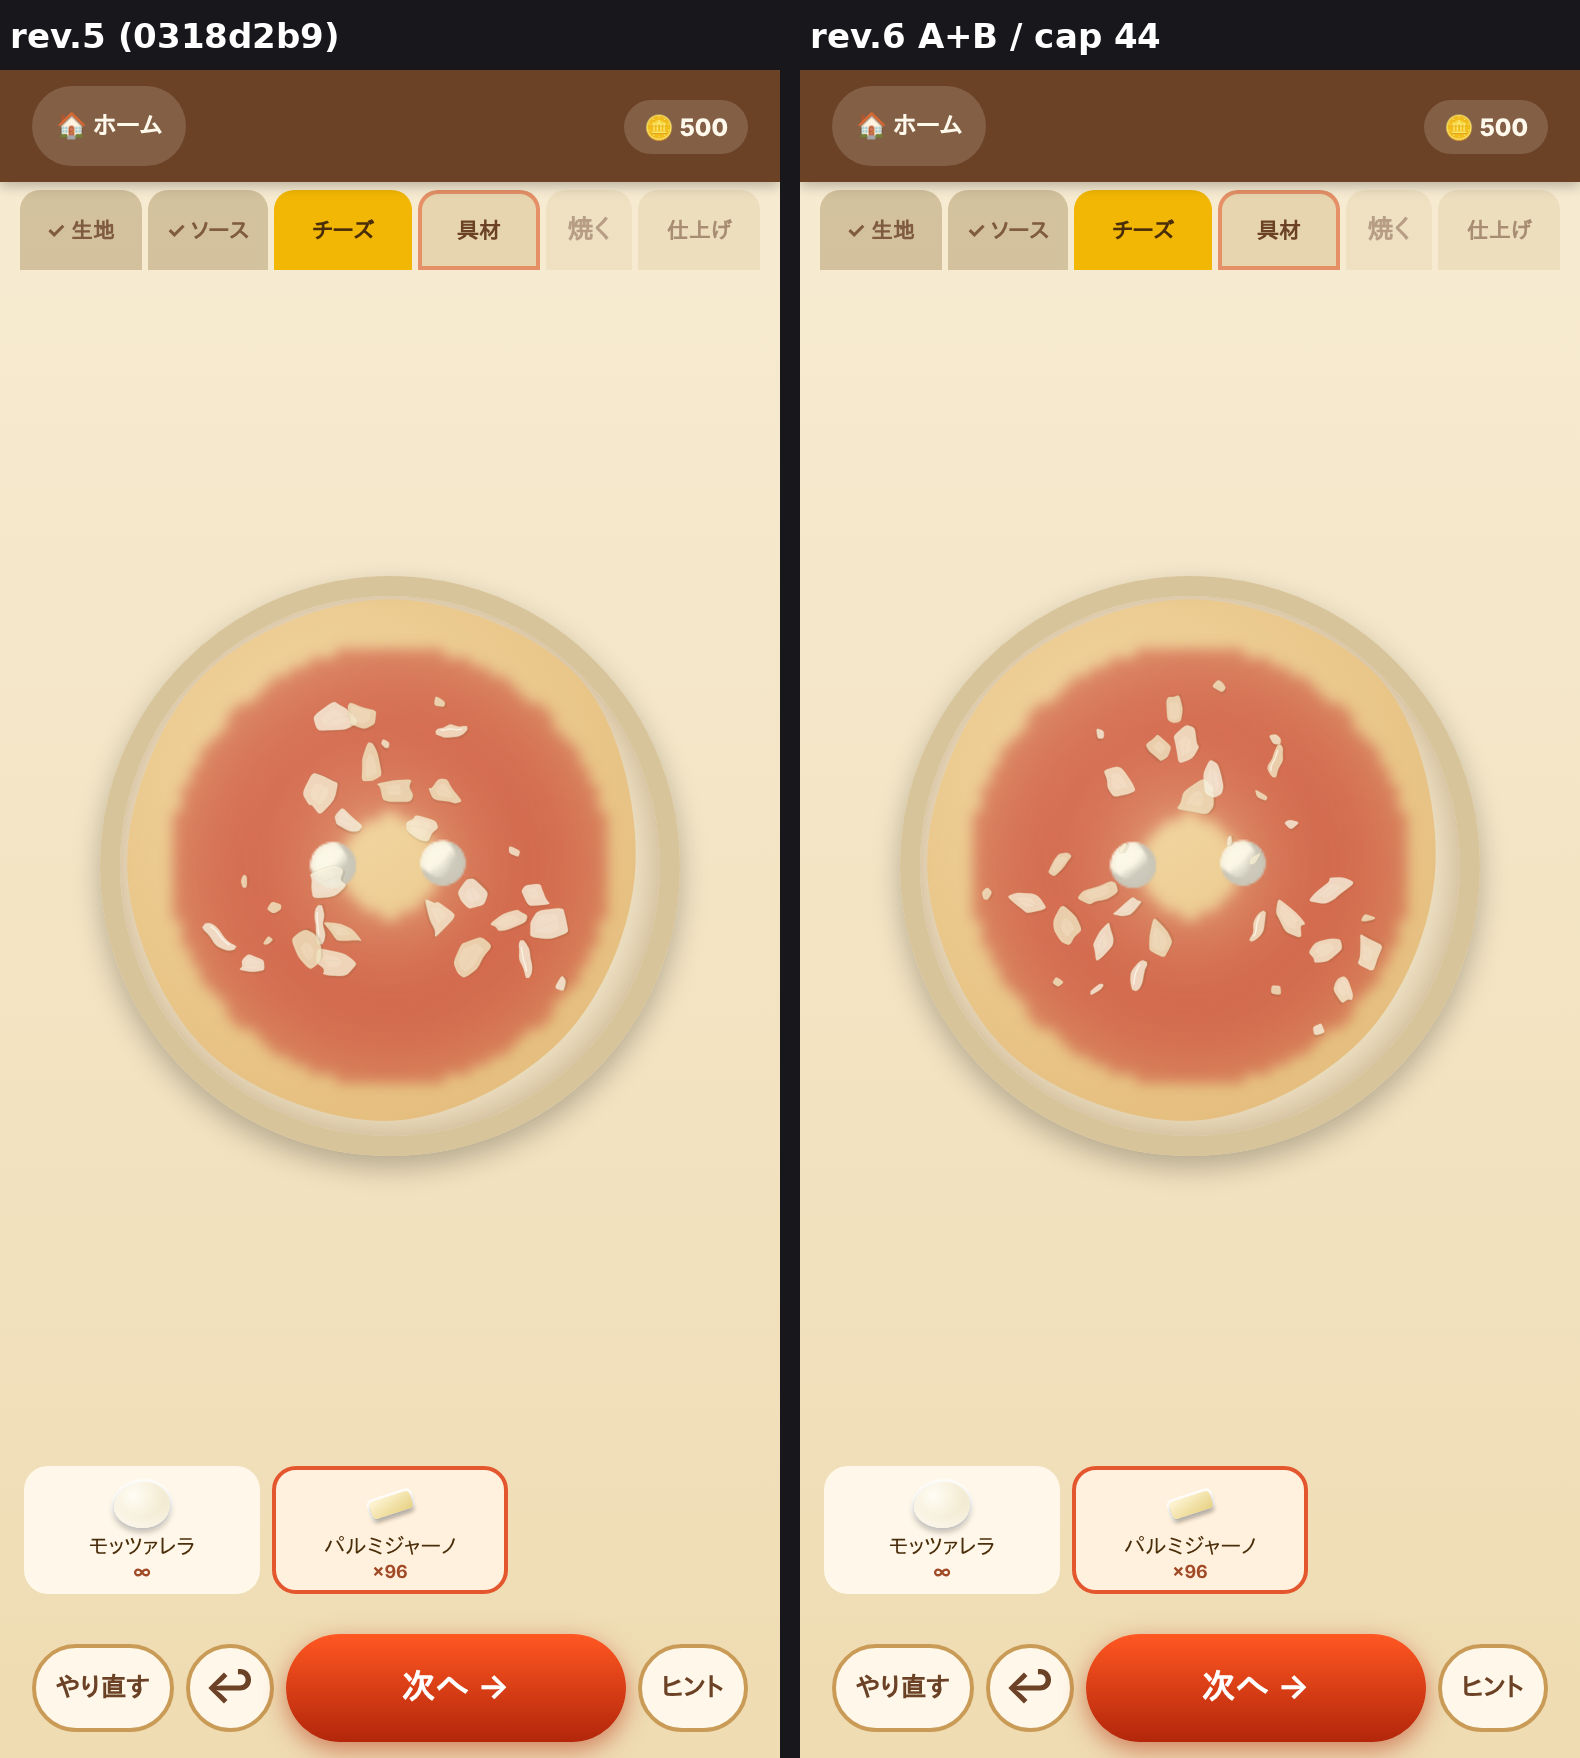 rev.5 (0318d2b9)
🏠 ホーム
🪙 500
✓ 生地
✓ ソース
チーズ
具材
焼く
仕上げ
モッツァレラ
∞
パルミジャーノ
×96
やり直す
↩
次へ →
ヒント
rev.6 A+B / cap 44
🏠 ホーム
🪙 500
✓ 生地
✓ ソース
チーズ
具材
焼く
仕上げ
モッツァレラ
∞
パルミジャーノ
×96
やり直す
↩
次へ →
ヒント